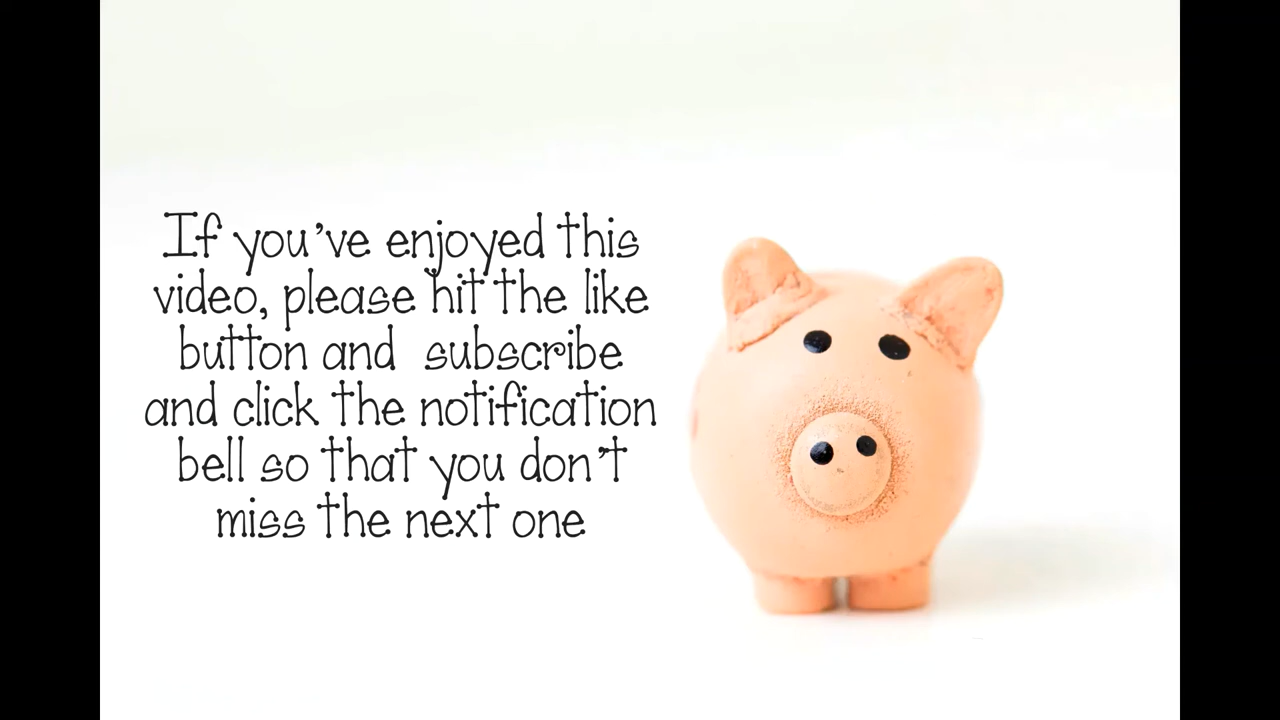 If you've enjoyed this
video, please hit the like
button and subscribe
and click the notification
bell so that you don't
miss the next one